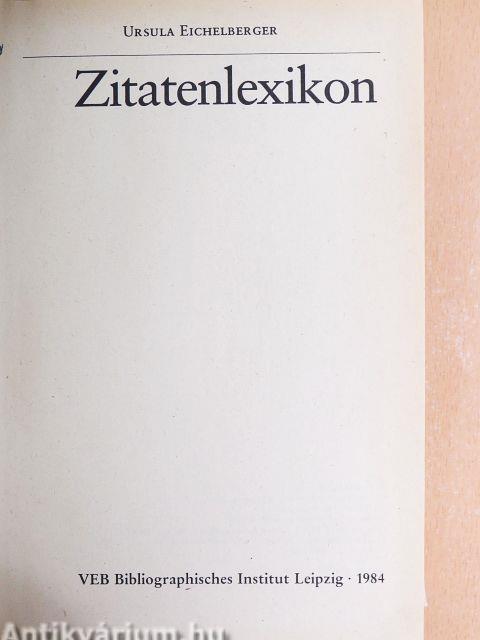 URSULA EICHELBERGER
Zitatenlexikon
VEB Bibliographisches Institut Leipzig · 1984
Antikvárium.hu